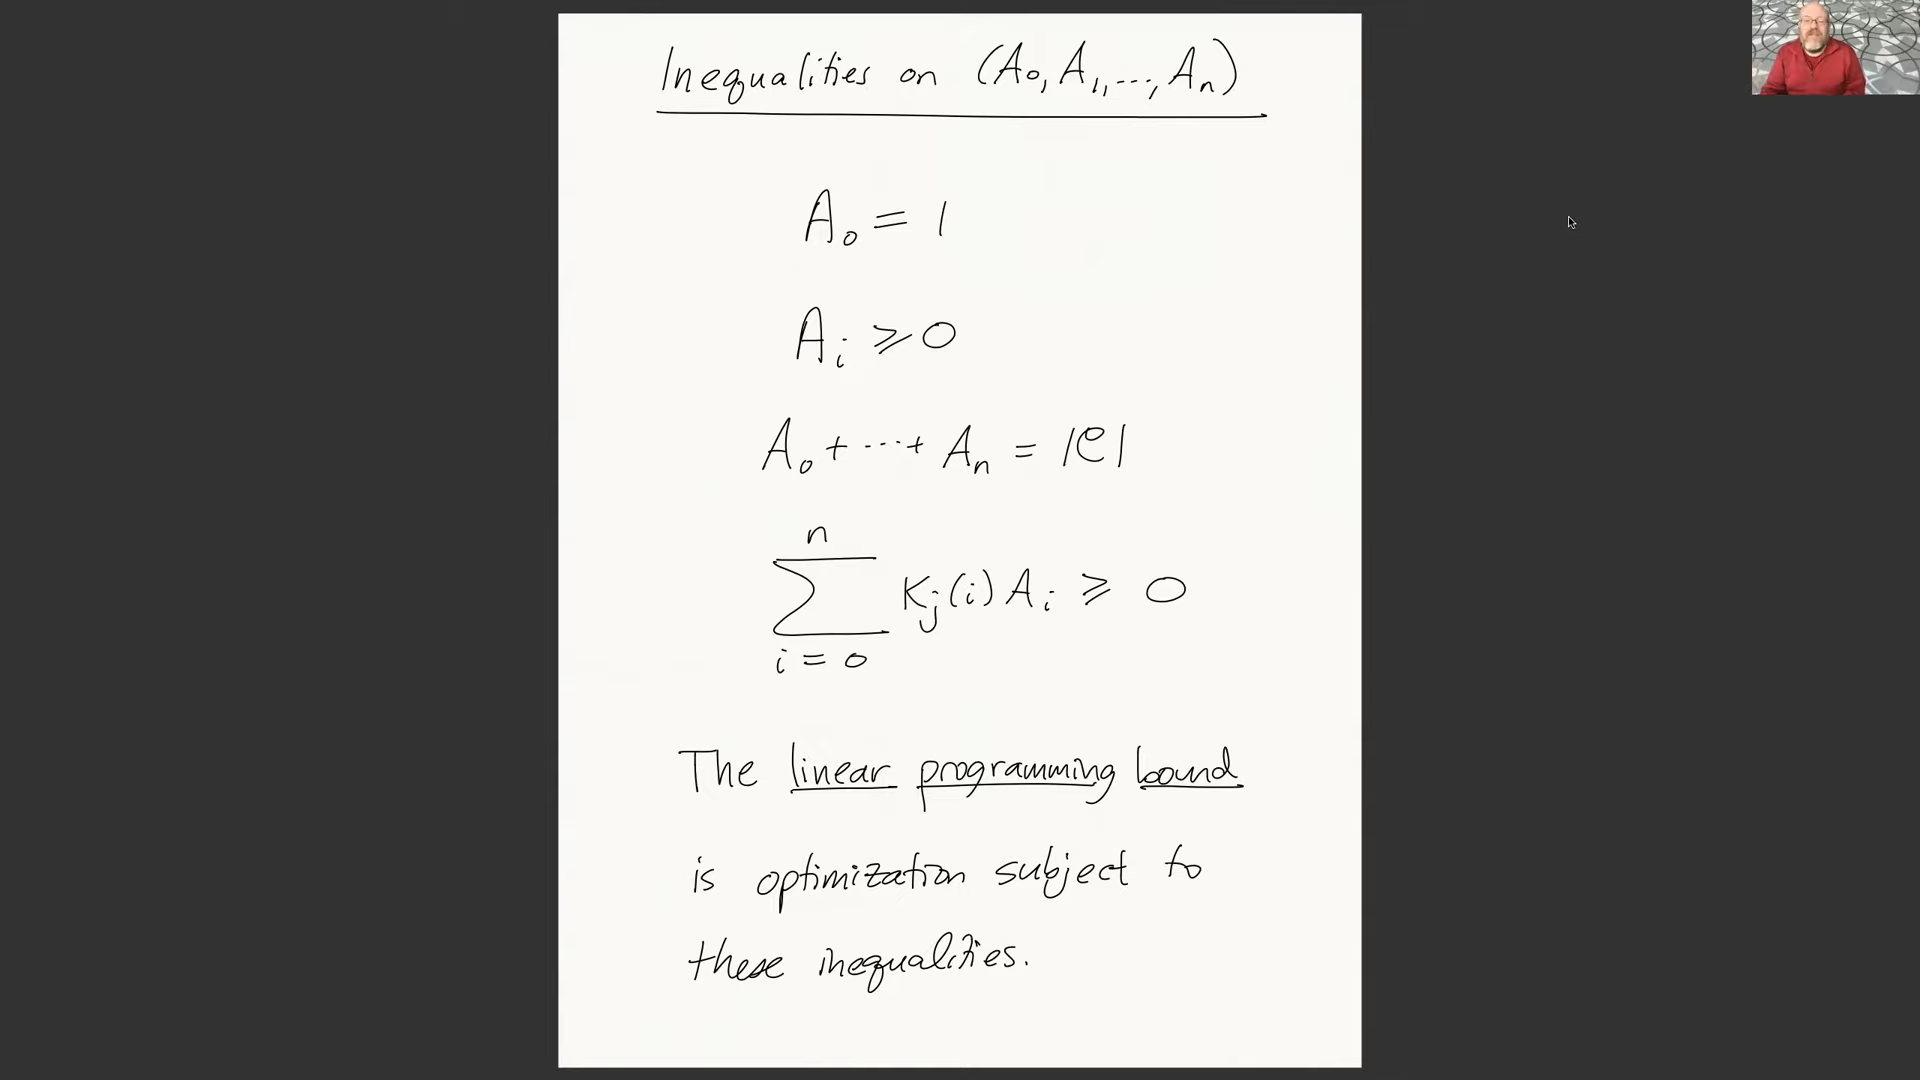 Inequalities on (A₀, A₁, ..., Aₙ)
A₀ = 1
Aᵢ ⩾ 0
A₀ + ··· + Aₙ = |C|
n
∑ Kⱼ(i) Aᵢ ⩾ 0
i = 0
The linear programming bound
is optimization subject to
these inequalities.